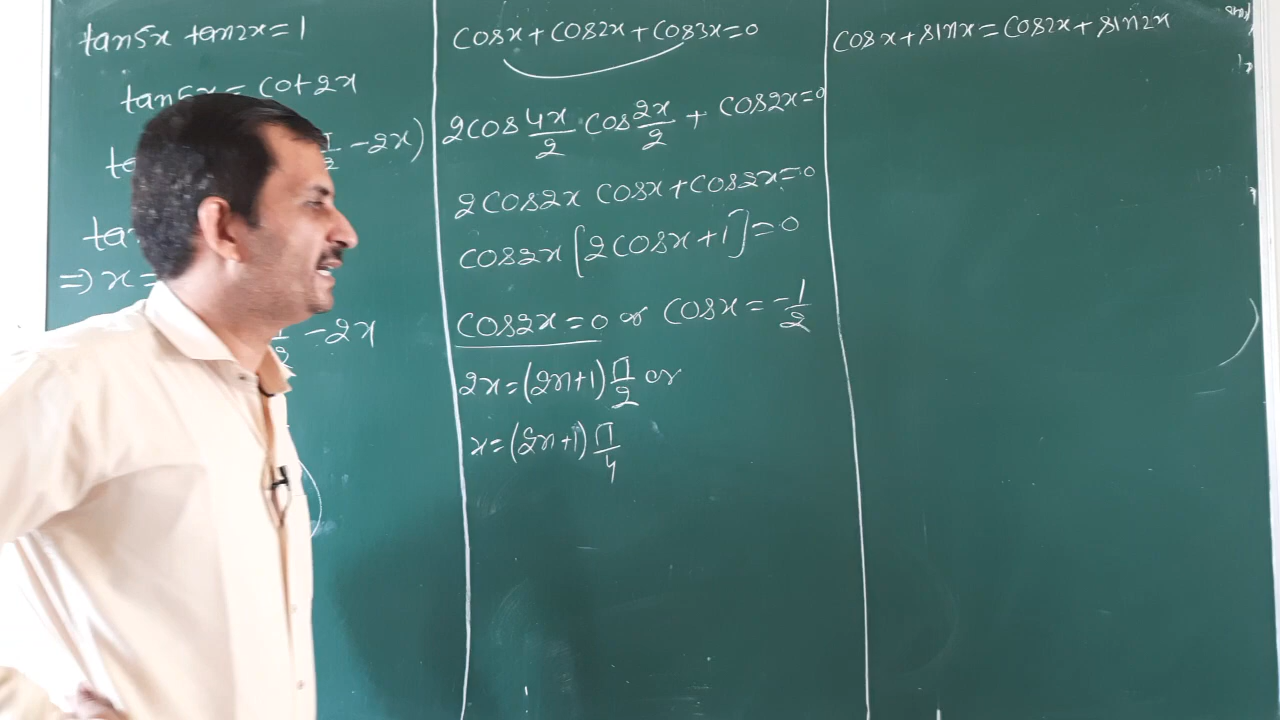 tan5x tan2x = 1
tan5x = cot2x
π/2 - 2x)
tan
⇒ x =
- 2x
cosx + cos2x + cos3x = 0
2cos 4x/2 cos 2x/2 + cos2x = 0
2cos2x cosx + cos2x = 0
cos2x [2cosx + 1] = 0
cos2x = 0 or cosx = -1/2
2x = (2n+1) π/2 or
x = (2n+1) π/4
cosx + sinx = cos2x + sin2x